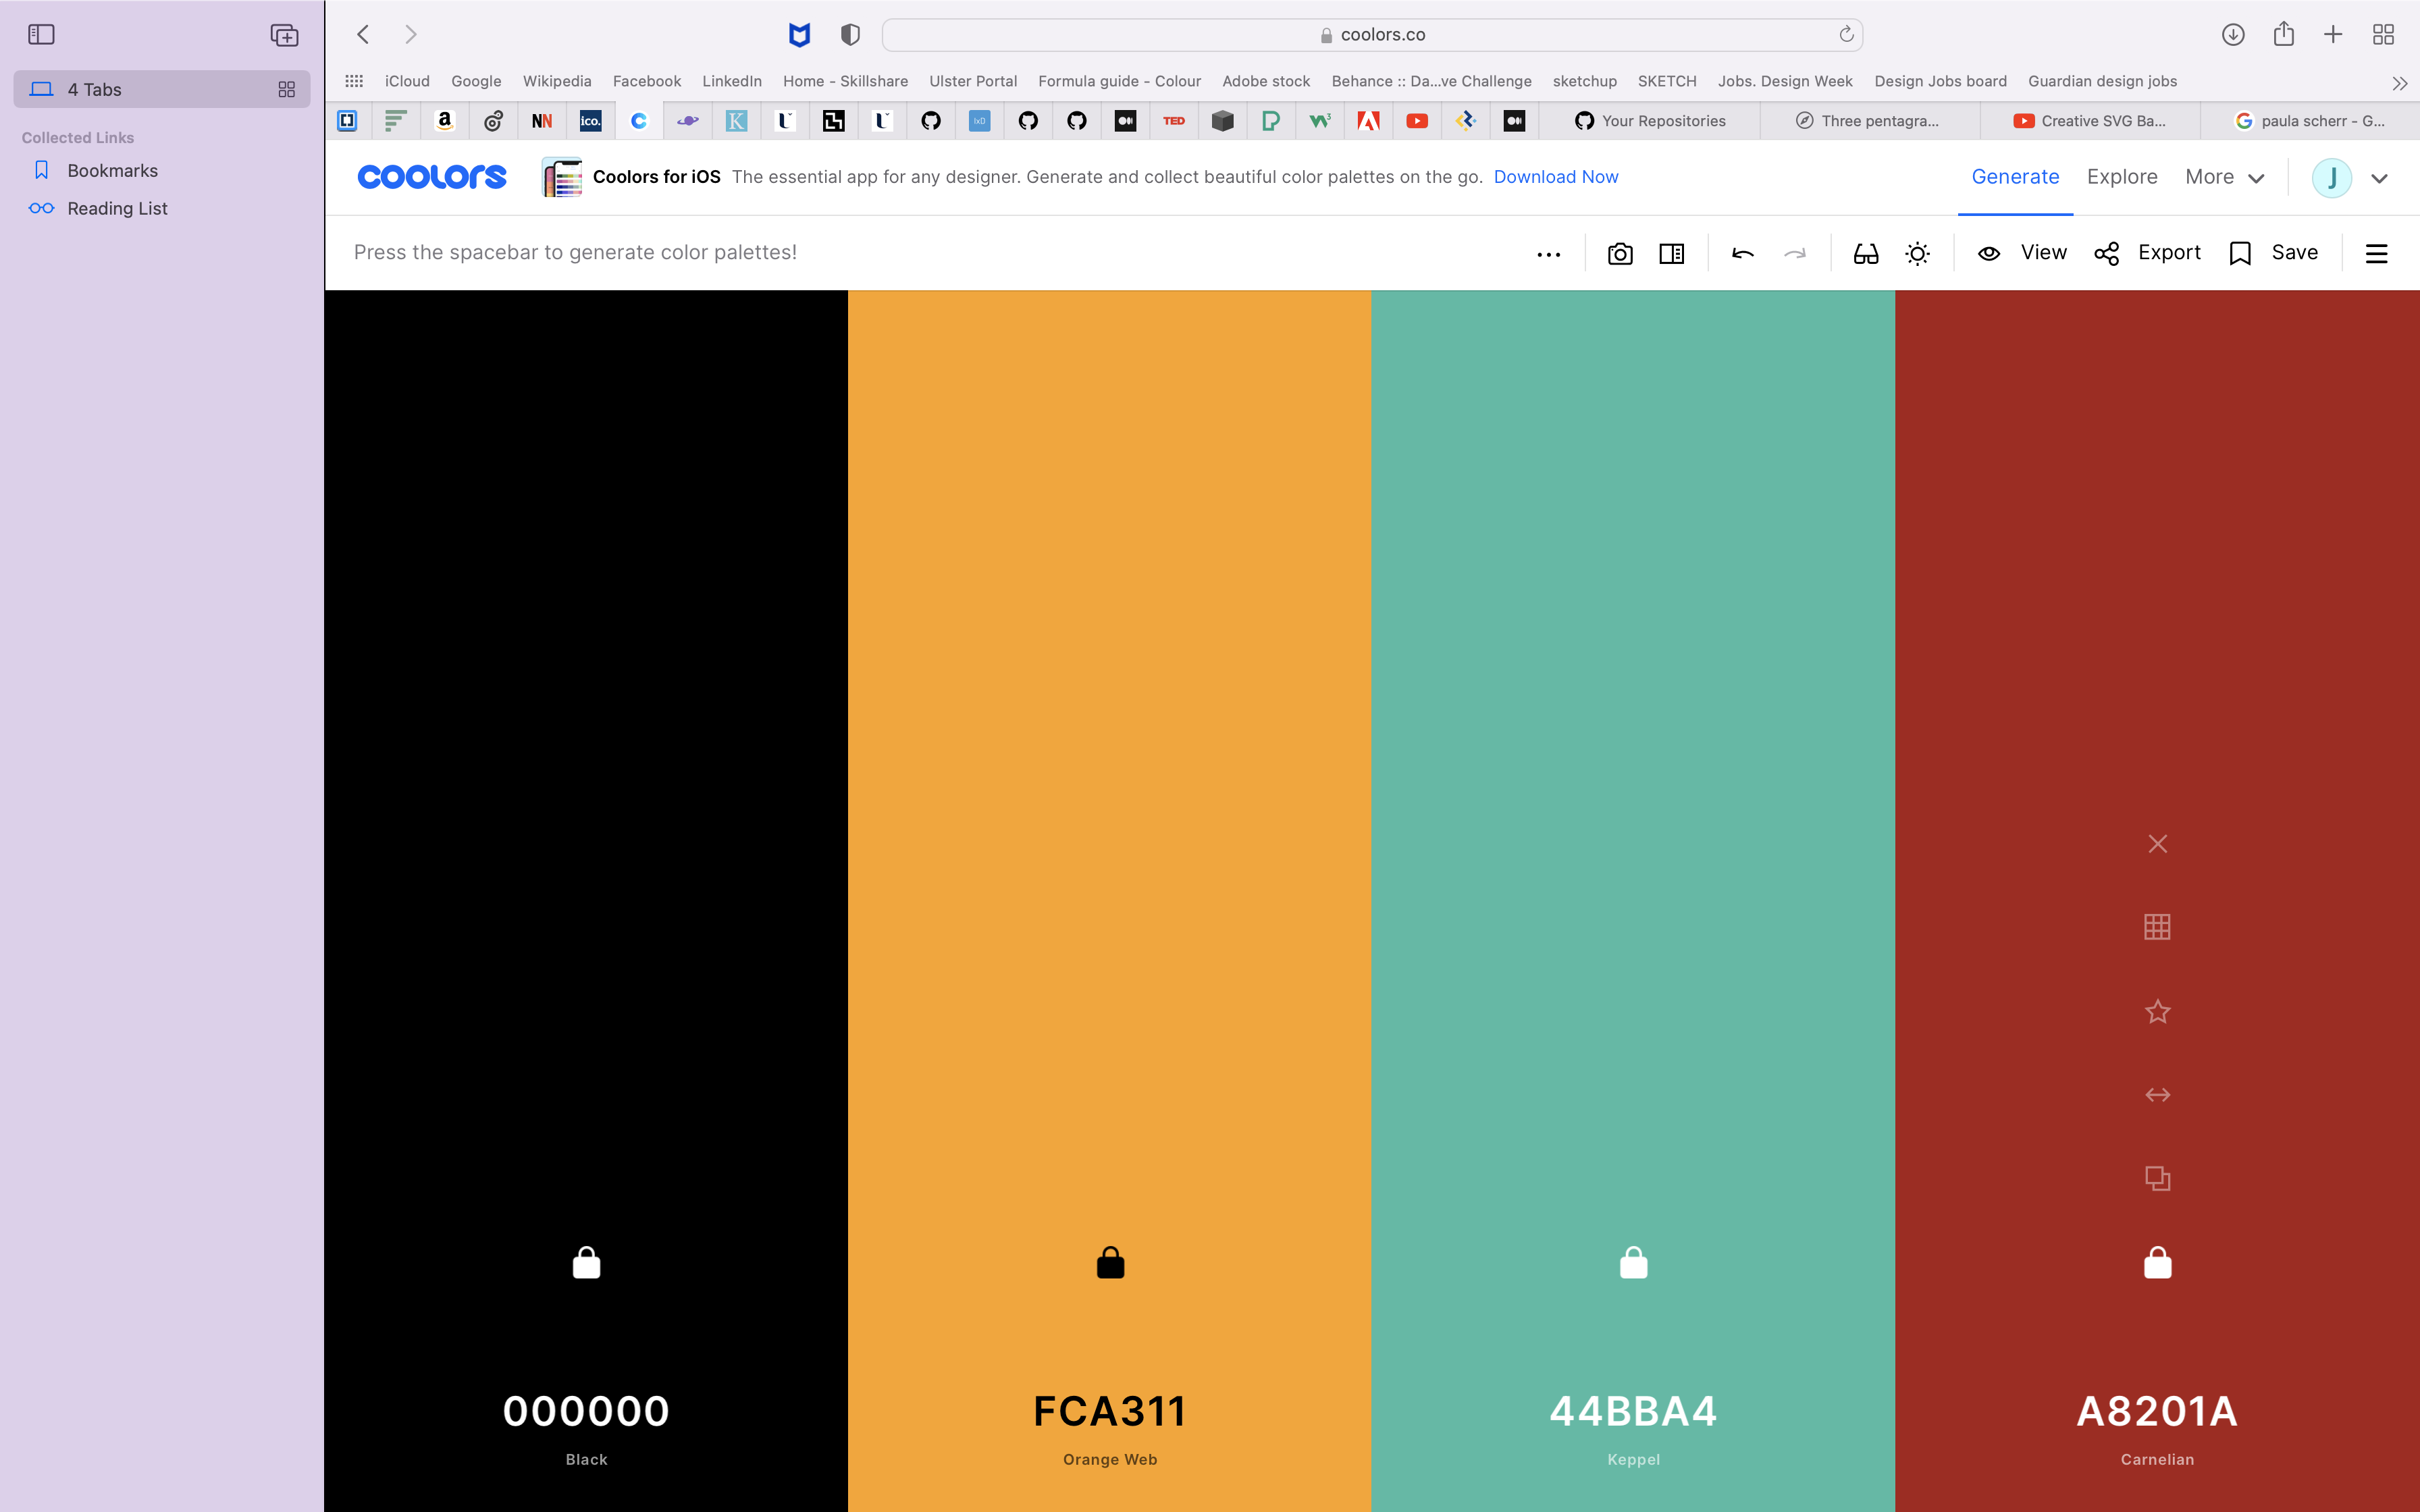 4 Tabs
Collected Links
Bookmarks
Reading List
coolors.co
iCloud Google Wikipedia Facebook LinkedIn Home - Skillshare Ulster Portal Formula guide - Colour Adobe stock Behance :: Da...ve Challenge sketchup SKETCH Jobs. Design Week Design Jobs board Guardian design jobs
a NN ico. C K U U IxD TED P W3 Your Repositories Three pentagra... Creative SVG Ba... G paula scherr - G...
coolors Coolors for iOS The essential app for any designer. Generate and collect beautiful color palettes on the go. Download Now Generate Explore More J
Press the spacebar to generate color palettes! View Export Save
000000 FCA311 44BBA4 A8201A
Black Orange Web Keppel Carnelian